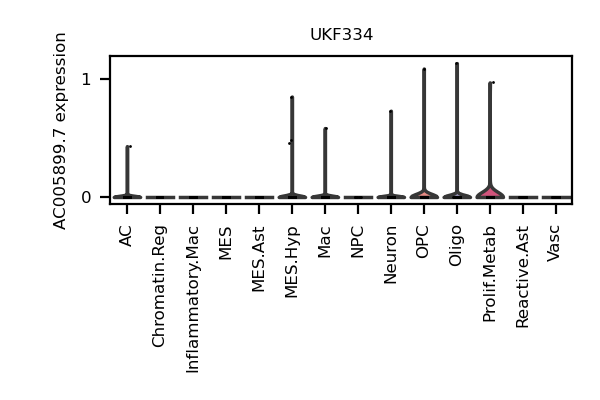 UKF334
AC005899.7 expression
1
0
AC
Chromatin.Reg
Inflammatory.Mac
MES
MES.Ast
MES.Hyp
Mac
NPC
Neuron
OPC
Oligo
Prolif.Metab
Reactive.Ast
Vasc